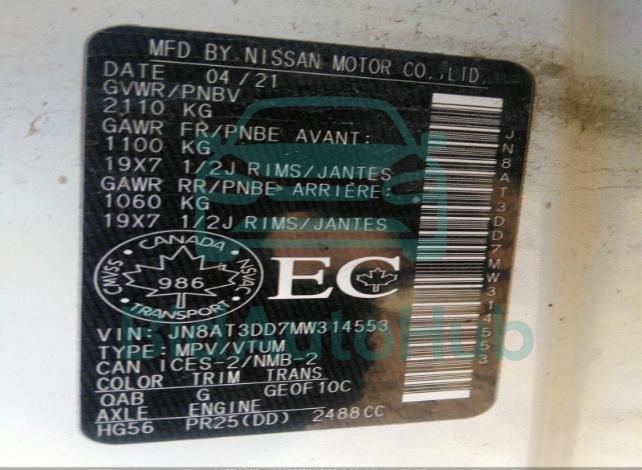 MFD BY NISSAN MOTOR CO.,LTD.
DATE 04/21
GVWR/PNBV
2110 KG
GAWR FR/PNBE AVANT:
1100 KG
19X7 1/2J RIMS/JANTES
GAWR RR/PNBE ARRIÈRE:
1060 KG
19X7 1/2J RIMS/JANTES
CANADA
CMVSS
986
NSVAC
EC
VIN: JN8AT3DD7MW314553
TYPE: MPV/VTUM
CAN ICES-2/NMB-2
COLOR TRIM TRANS
QAB G GEOF10C
AXLE ENGINE
HG56 PR25(DD) 2488CC
JN8AT3DD7MW314553
AutoHub